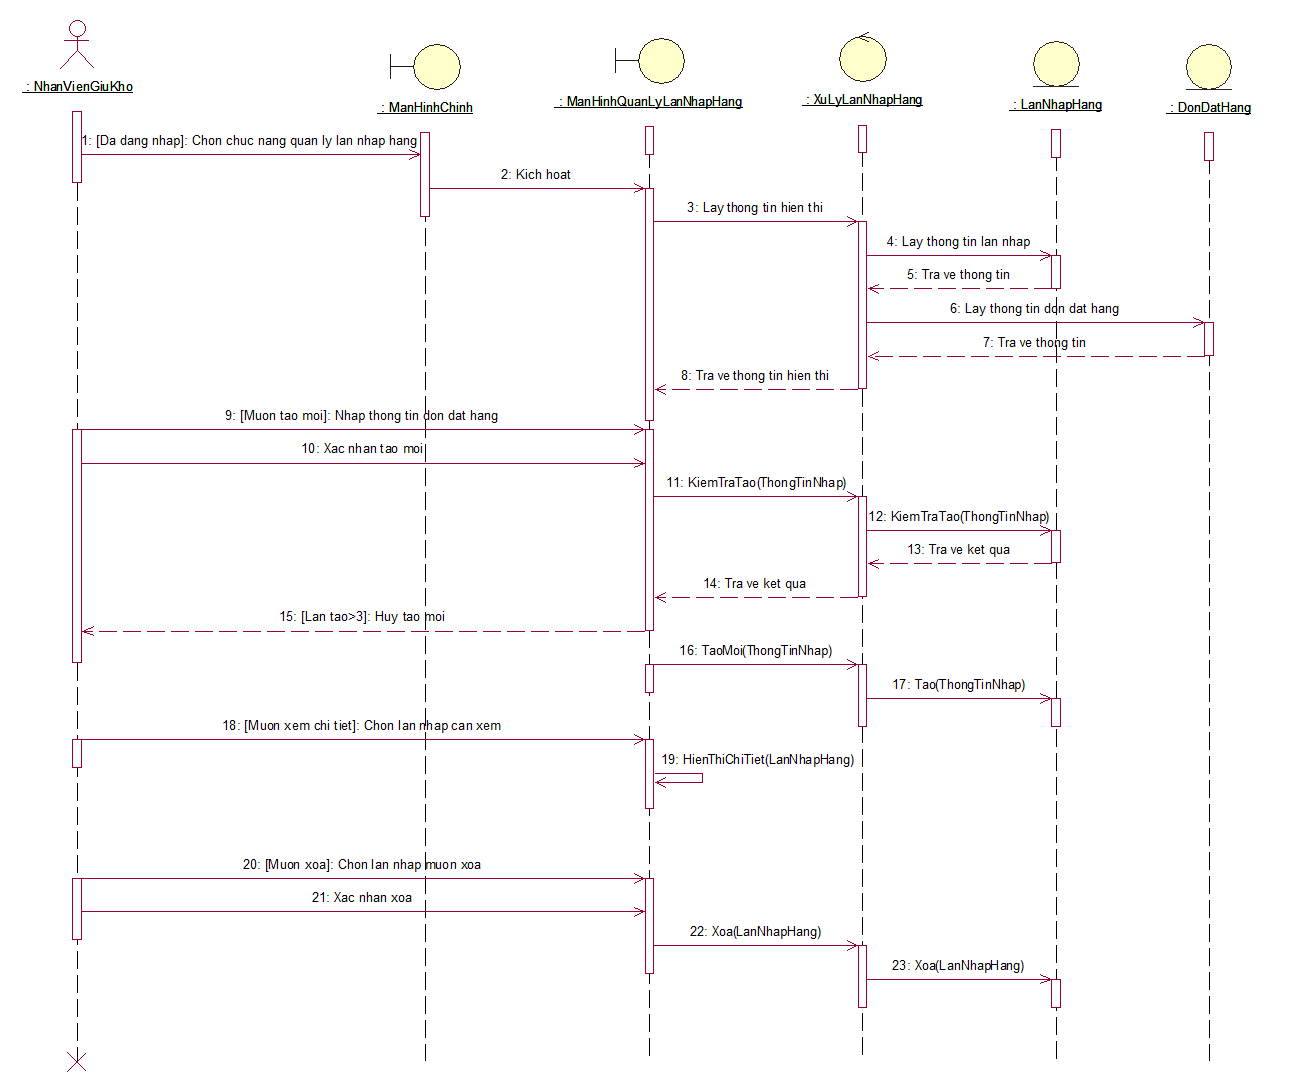 : NhanVienGiuKho
: ManHinhChinh
: ManHinhQuanLyLanNhapHang
: XuLyLanNhapHang
: LanNhapHang
: DonDatHang
1: [Da dang nhap]: Chon chuc nang quan ly lan nhap hang
2: Kich hoat
3: Lay thong tin hien thi
4: Lay thong tin lan nhap
5: Tra ve thong tin
6: Lay thong tin don dat hang
7: Tra ve thong tin
8: Tra ve thong tin hien thi
9: [Muon tao moi]: Nhap thong tin don dat hang
10: Xac nhan tao moi
11: KiemTraTao(ThongTinNhap)
12: KiemTraTao(ThongTinNhap)
13: Tra ve ket qua
14: Tra ve ket qua
15: [Lan tao>3]: Huy tao moi
16: TaoMoi(ThongTinNhap)
17: Tao(ThongTinNhap)
18: [Muon xem chi tiet]: Chon lan nhap can xem
19: HienThiChiTiet(LanNhapHang)
20: [Muon xoa]: Chon lan nhap muon xoa
21: Xac nhan xoa
22: Xoa(LanNhapHang)
23: Xoa(LanNhapHang)